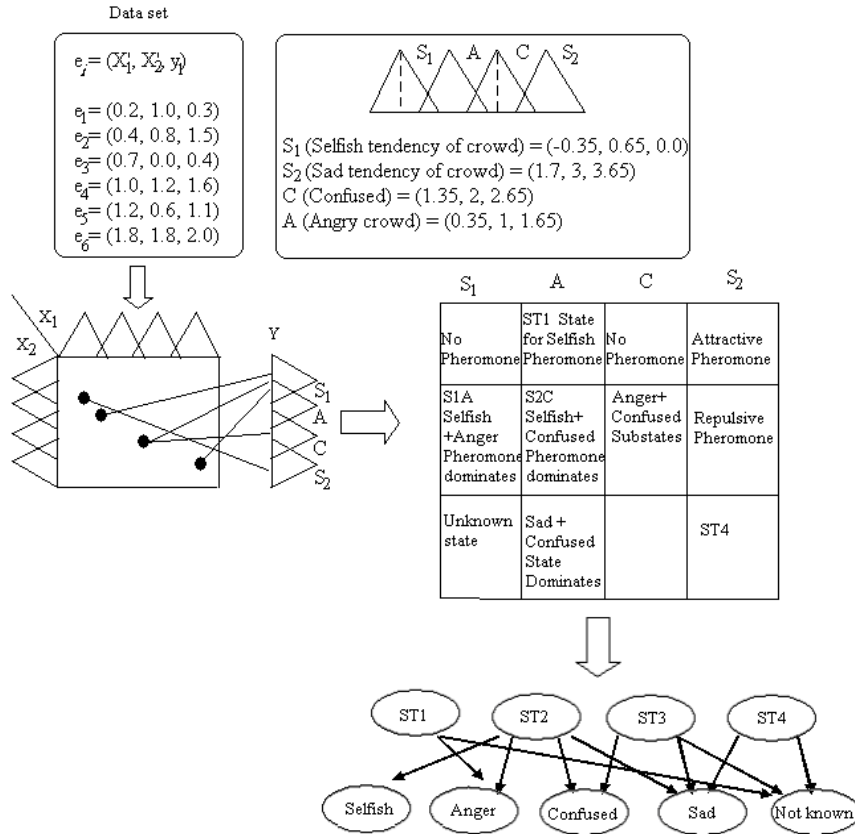 Data set
e_i = (X_1^i, X_2^i, y_1^i)
e1= (0.2, 1.0, 0.3)
e2= (0.4, 0.8, 1.5)
e3= (0.7, 0.0, 0.4)
e4= (1.0, 1.2, 1.6)
e5= (1.2, 0.6, 1.1)
e6= (1.8, 1.8, 2.0)
S1 A C S2
S1 (Selfish tendency of crowd) = (-0.35, 0.65, 0.0)
S2 (Sad tendency of crowd) = (1.7, 3, 3.65)
C (Confused) = (1.35, 2, 2.65)
A (Angry crowd) = (0.35, 1, 1.65)
X1
X2
Y
S1
A
C
S2
S1 A C S2
No
Pheromone
ST1 State
for Selfish
Pheromone
No
Pheromone
Attractive
Pheromone
S1A
Selfish
+Anger
Pheromone
dominates
S2C
Selfish+
Confused
Pheromone
dominates
Anger+
Confused
Substates
Repulsive
Pheromone
Unknown
state
Sad +
Confused
State
Dominates
ST4
ST1 ST2 ST3 ST4
Selfish Anger Confused Sad Not known